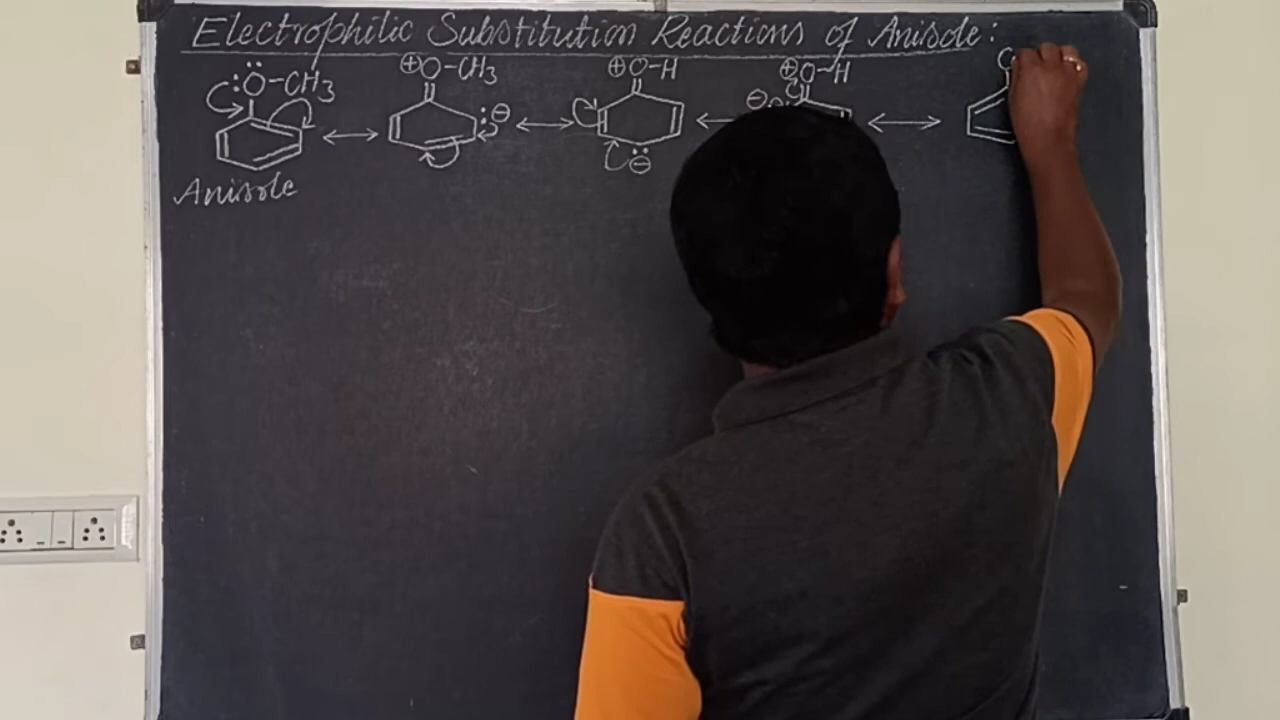 Electrophilic Substitution Reactions of Anisole:
:Ö-CH3 ⊕O-CH3 ⊕O-H ⊕O-H
:⊖ ⊖
⊖
Anisole